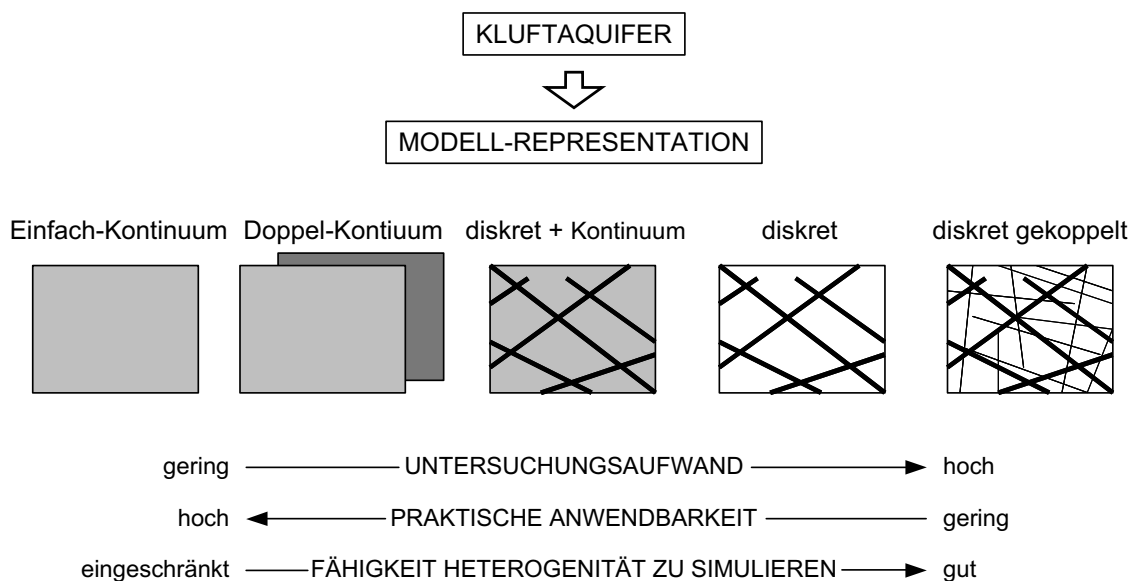 KLUFTAQUIFER
MODELL-REPRESENTATION
Einfach-Kontinuum Doppel-Kontiuum diskret + Kontinuum diskret diskret gekoppelt
gering UNTERSUCHUNGSAUFWAND hoch
hoch PRAKTISCHE ANWENDBARKEIT gering
eingeschränkt FÄHIGKEIT HETEROGENITÄT ZU SIMULIEREN gut